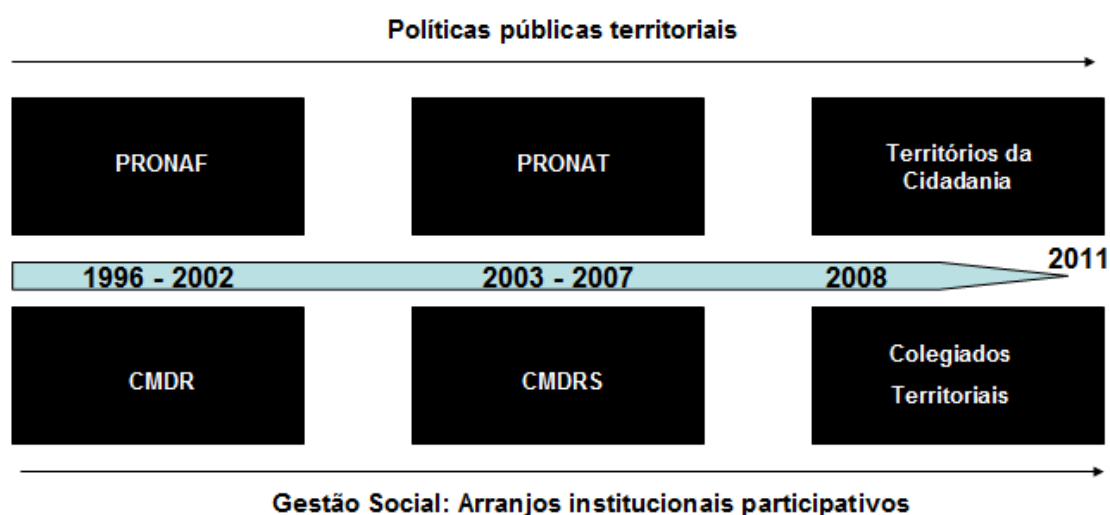 Políticas públicas territoriais
PRONAF
PRONAT
Territórios da
Cidadania
1996 - 2002
2003 - 2007
2008
2011
CMDR
CMDRS
Colegiados
Territoriais
Gestão Social: Arranjos institucionais participativos